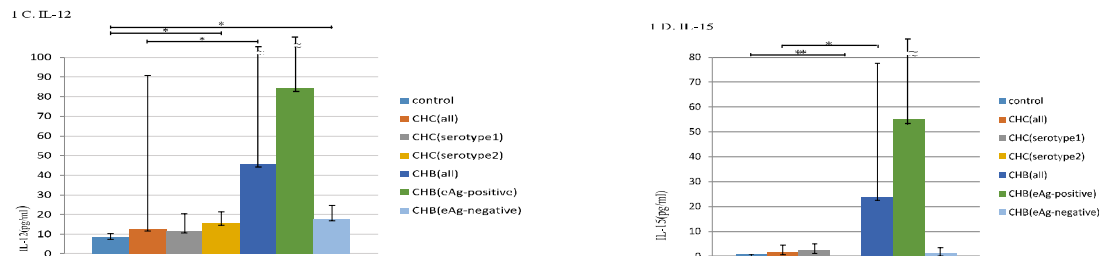 1 C. IL-12
*
*
*
100
90
80
70
60
50
40
30
20
10
0
IL-12(pg/ml)
control
CHC(all)
CHC(serotype1)
CHC(serotype2)
CHB(all)
CHB(eAg-positive)
CHB(eAg-negative)
1 D. IL-15
*
**
80
70
60
50
40
30
20
10
0
IL-15(pg/ml)
control
CHC(all)
CHC(serotype1)
CHC(serotype2)
CHB(all)
CHB(eAg-positive)
CHB(eAg-negative)